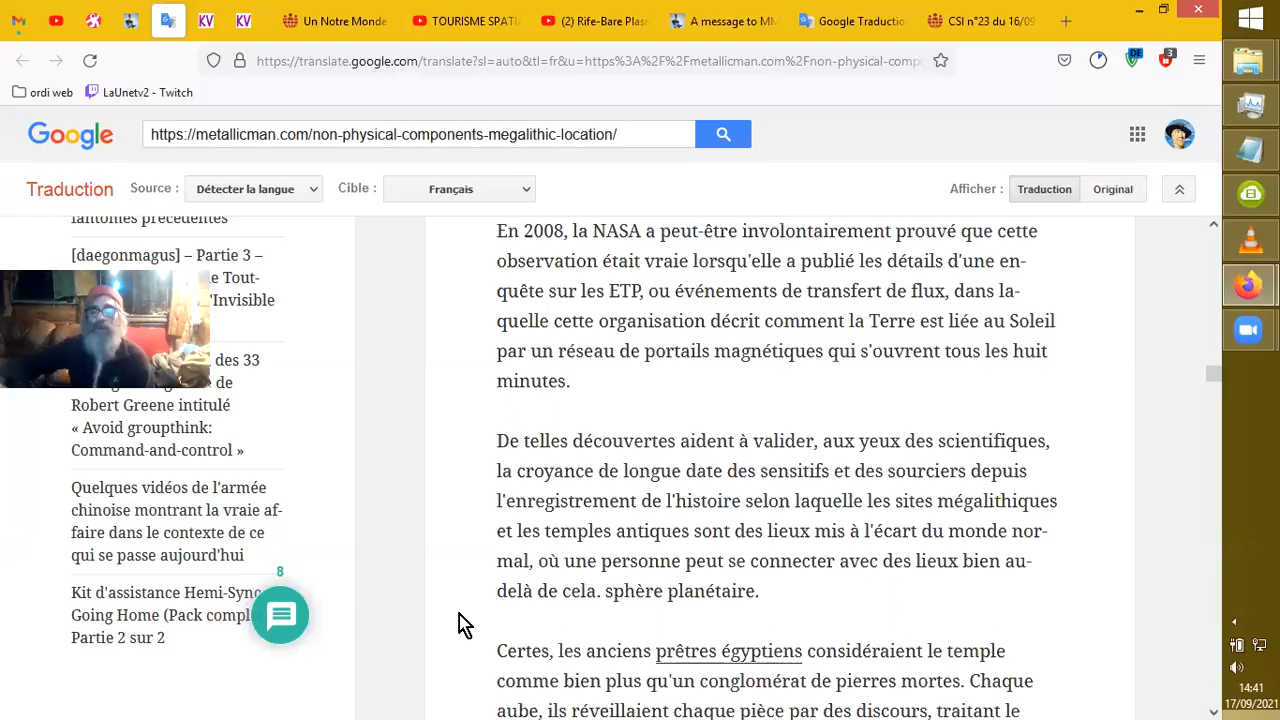 Un Notre Monde
TOURISME SPATI
(2) Rife-Bare Plasm
A message to MM
Google Traduction
CSI n°23 du 16/09
https://translate.google.com/translate?sl=auto&tl=fr&u=https%3A%2F%2Fmetallicman.com%2Fnon-physical-compo
DE
3
ordi web
LaUnetv2 - Twitch
Google
https://metallicman.com/non-physical-components-megalithic-location/
Traduction
Source :
Détecter la langue
Cible :
Français
Afficher :
Traduction
Original
fantômes précédentes
[daegonmagus] – Partie 3 –
e Tout-
'Invisible
des 33
de
Robert Greene intitulé
« Avoid groupthink:
Command-and-control »
Quelques vidéos de l'armée
chinoise montrant la vraie af-
faire dans le contexte de ce
qui se passe aujourd'hui
8
Kit d'assistance Hemi-Sync
Going Home (Pack compl
Partie 2 sur 2
En 2008, la NASA a peut-être involontairement prouvé que cette
observation était vraie lorsqu'elle a publié les détails d'une en-
quête sur les ETP, ou événements de transfert de flux, dans la-
quelle cette organisation décrit comment la Terre est liée au Soleil
par un réseau de portails magnétiques qui s'ouvrent tous les huit
minutes.
De telles découvertes aident à valider, aux yeux des scientifiques,
la croyance de longue date des sensitifs et des sourciers depuis
l'enregistrement de l'histoire selon laquelle les sites mégalithiques
et les temples antiques sont des lieux mis à l'écart du monde nor-
mal, où une personne peut se connecter avec des lieux bien au-
delà de cela. sphère planétaire.
Certes, les anciens prêtres égyptiens considéraient le temple
comme bien plus qu'un conglomérat de pierres mortes. Chaque
aube, ils réveillaient chaque pièce par des discours, traitant le
14:41
17/09/2021